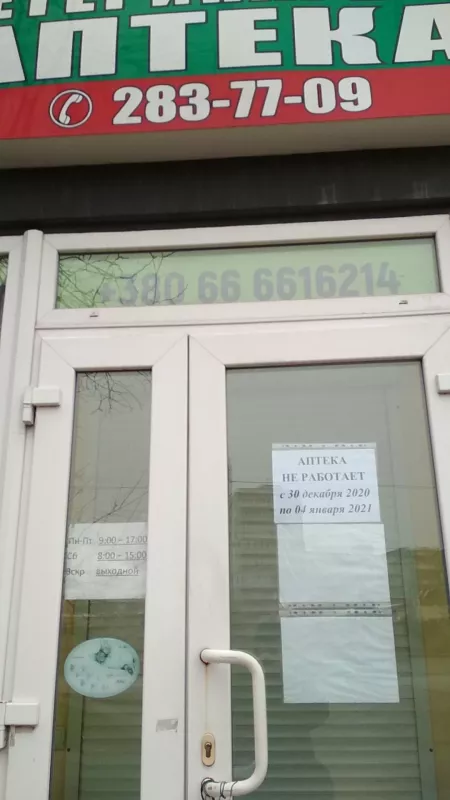 АПТЕКА
283-77-09
+380 66 6616214
АПТЕКА
НЕ РАБОТАЕТ
с 30 декабря 2020
по 04 января 2021
Пн-Пт 9:00 – 17:00
Сб 8:00 – 15:00
Вскр выходной